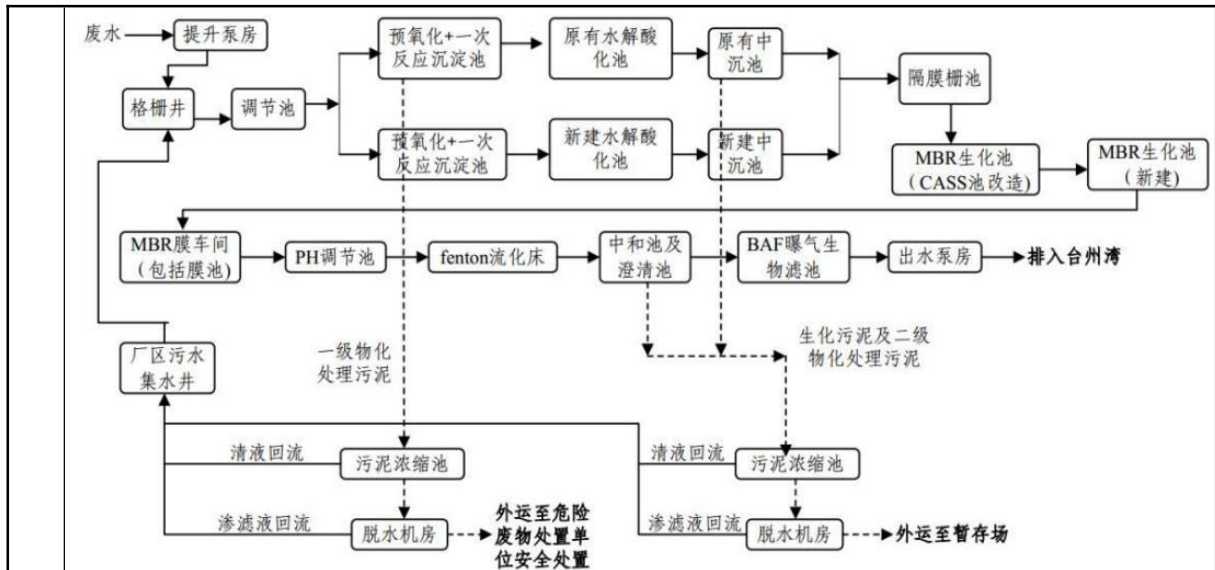 废水
提升泵房
格栅井
调节池
预氧化+一次
反应沉淀池
原有水解酸
化池
原有中
沉池
隔膜栅池
预氧化+一次
反应沉淀池
新建水解酸
化池
新建中
沉池
MBR生化池
（CASS池改造）
MBR生化池
（新建）
MBR膜车间
（包括膜池）
PH调节池
fenton流化床
中和池及
澄清池
BAF曝气生
物滤池
出水泵房
排入台州湾
厂区污水
集水井
一级物化
处理污泥
生化污泥及二级
物化处理污泥
清液回流
污泥浓缩池
清液回流
污泥浓缩池
渗滤液回流
脱水机房
外运至危险
废物处置单
位安全处置
渗滤液回流
脱水机房
外运至暂存场